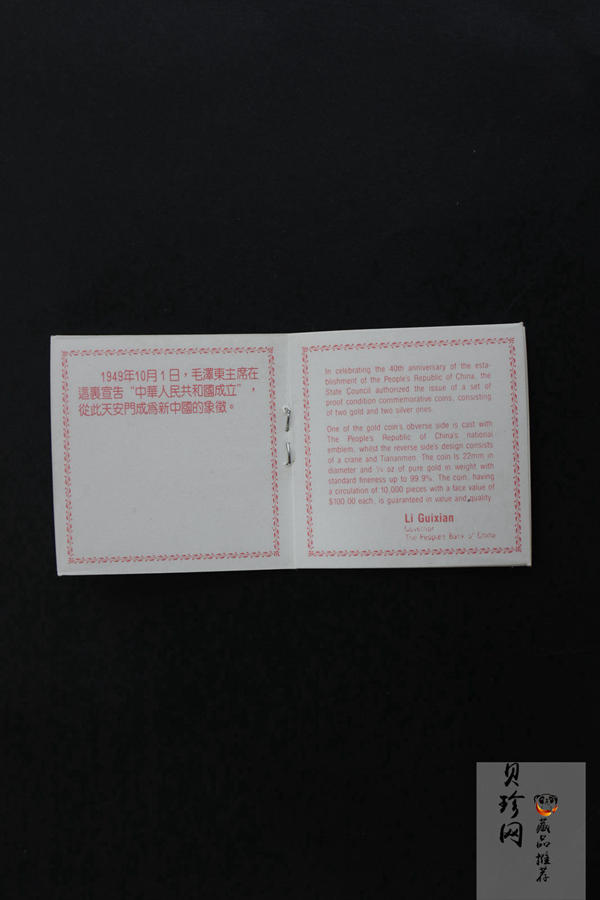 1949年10月1日，毛澤東主席在
這裏宣告“中華人民共和國成立”，
從此天安門成爲新中國的象徵。
In celebrating the 40th anniversary of the esta-
blishment of the People's Republic of China, the
State Council authorized the issue of a set of
proof condition commemorative coins, consisting
of two gold and two silver ones.
One of the gold coin's obverse side is cast with
The People's Republic of China's national
emblem, whilst the reverse side's design consists
of a crane and Tiananmen. The coin is 22mm in
diameter and ¼ oz of pure gold in weight with
standard fineness up to 99.9%. The coin, having
a circulation of 10,000 pieces with a face value of
$100.00 each, is guaranteed in value and quality.
Li Guixian
Governor
The People's Bank of China
贝珍网
藏品推荐